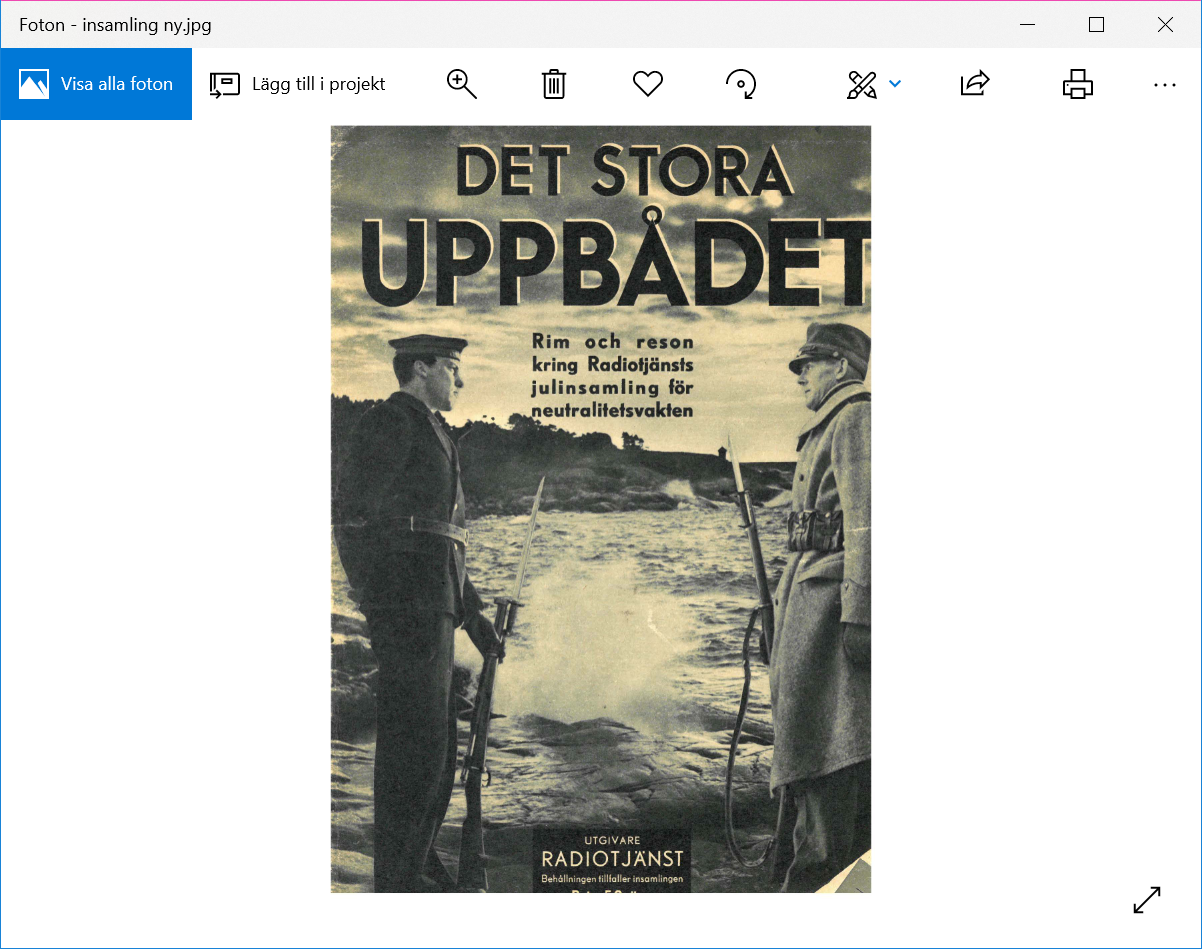 Foton - insamling ny.jpg
Visa alla foton
Lägg till i projekt
DET STORA
UPPBÅDET
Rim och reson
kring Radiotjänsts
julinsamling för
neutralitetsvakten
UTGIVARE
RADIOTJÄNST
Behållningen tillfaller insamlingen